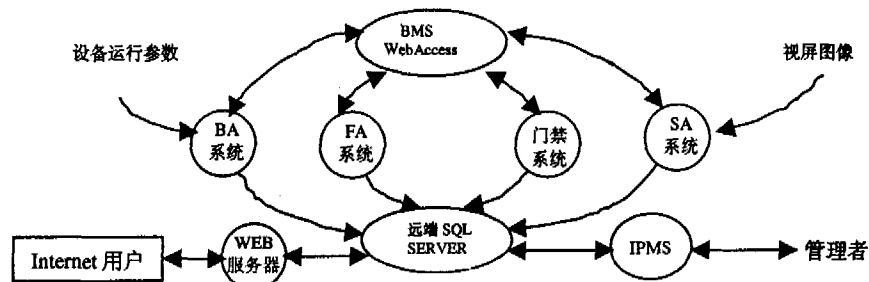 BMS
WebAccess
设备运行参数
视屏图像
BA
系统
FA
系统
门禁
系统
SA
系统
远端 SQL
SERVER
WEB
服务器
Internet 用户
IPMS
管理者